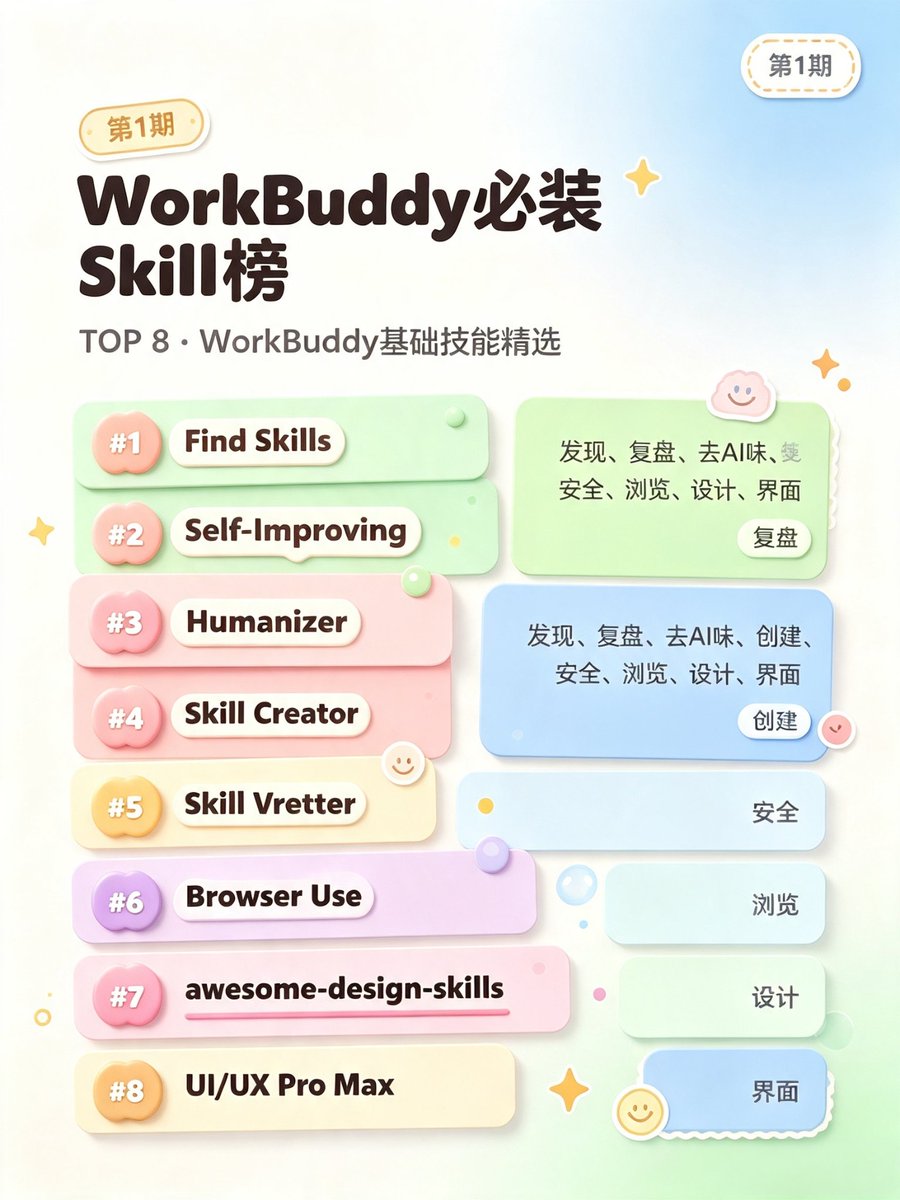 第1期
第1期
WorkBuddy必装
Skill榜
TOP 8 · WorkBuddy基础技能精选
#1 Find Skills
发现、复盘、去AI味、
安全、浏览、设计、界面
#2 Self-Improving
复盘
#3 Humanizer
发现、复盘、去AI味、创建、
安全、浏览、设计、界面
#4 Skill Creator
创建
#5 Skill Vretter
安全
#6 Browser Use
浏览
#7 awesome-design-skills
设计
#8 UI/UX Pro Max
界面